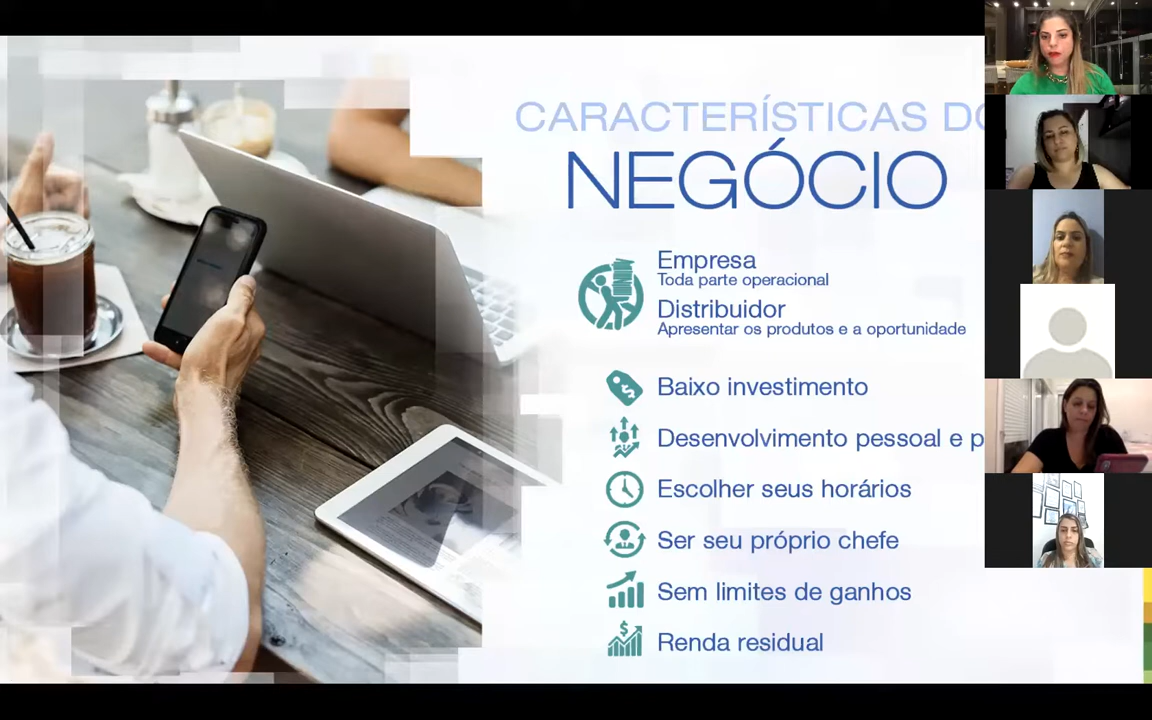 CARACTERÍSTICAS DO
NEGÓCIO
Empresa
Toda parte operacional
Distribuidor
Apresentar os produtos e a oportunidade
Baixo investimento
Desenvolvimento pessoal e p
Escolher seus horários
Ser seu próprio chefe
Sem limites de ganhos
Renda residual